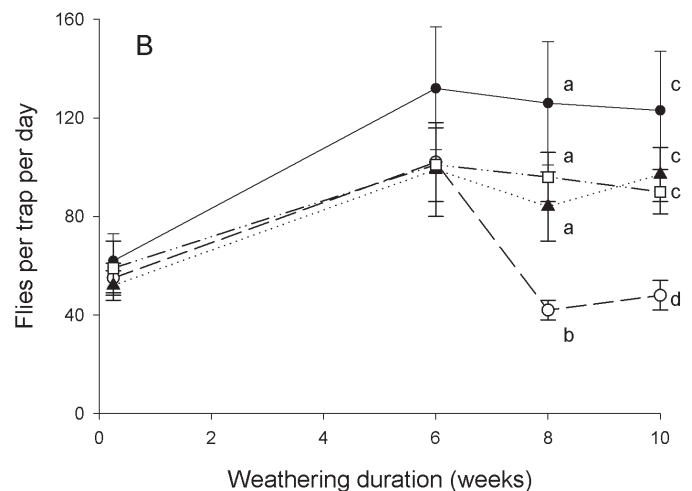 B
Flies per trap per day
160
120
80
40
0
a
c
a
c
c
a
b
d
0
2
4
6
8
10
Weathering duration (weeks)